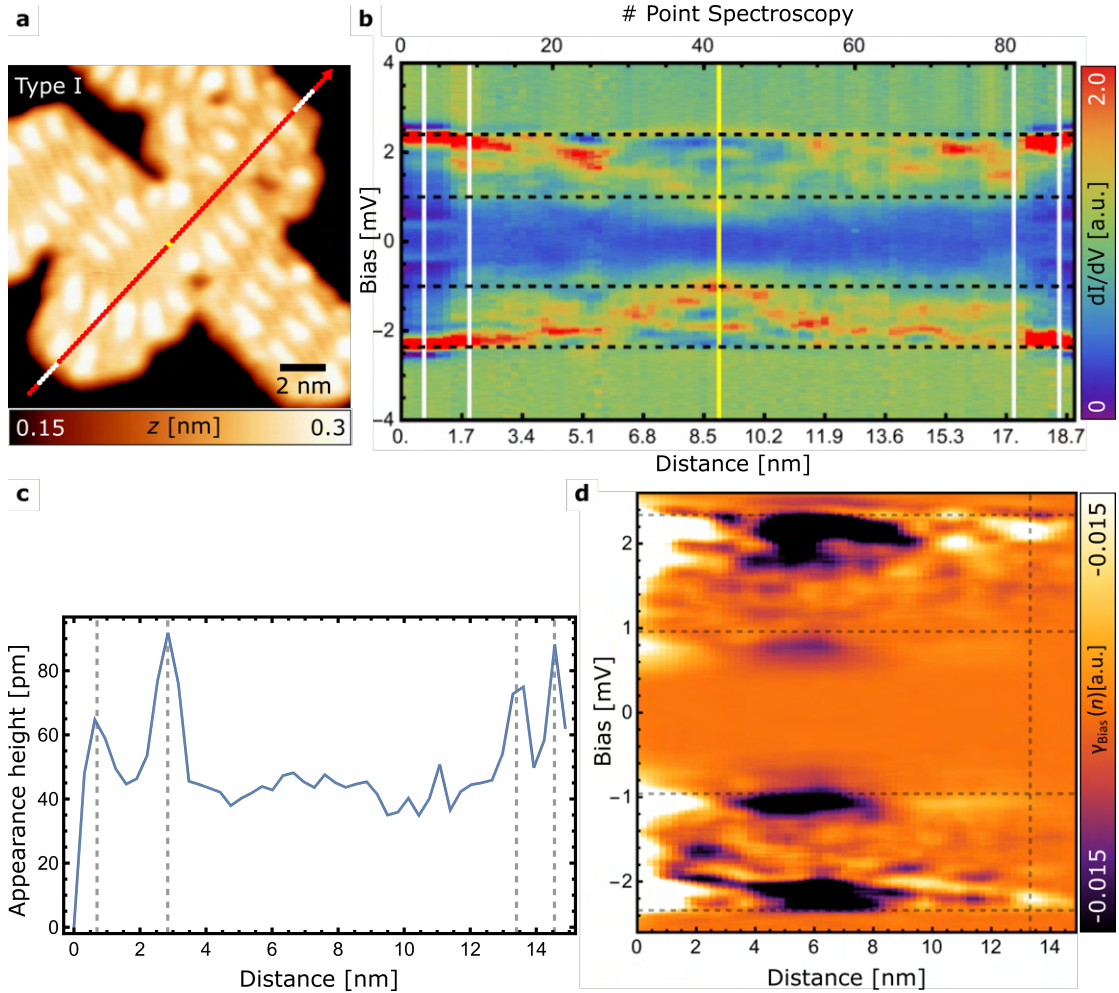 a
Type I
2 nm
0.15 z [nm] 0.3
b
# Point Spectroscopy
0 20 40 60 80
4
2
0
−2
−4
Bias [mV]
0. 1.7 3.4 5.1 6.8 8.5 10.2 11.9 13.6 15.3 17. 18.7
Distance [nm]
2.0
dI/dV [a.u.]
0
c
80
60
40
20
0
Appearance height [pm]
0 2 4 6 8 10 12 14
Distance [nm]
d
2
1
0
−1
−2
Bias [mV]
0 2 4 6 8 10 12 14
Distance [nm]
-0.015
γBias(n)[a.u.]
-0.015